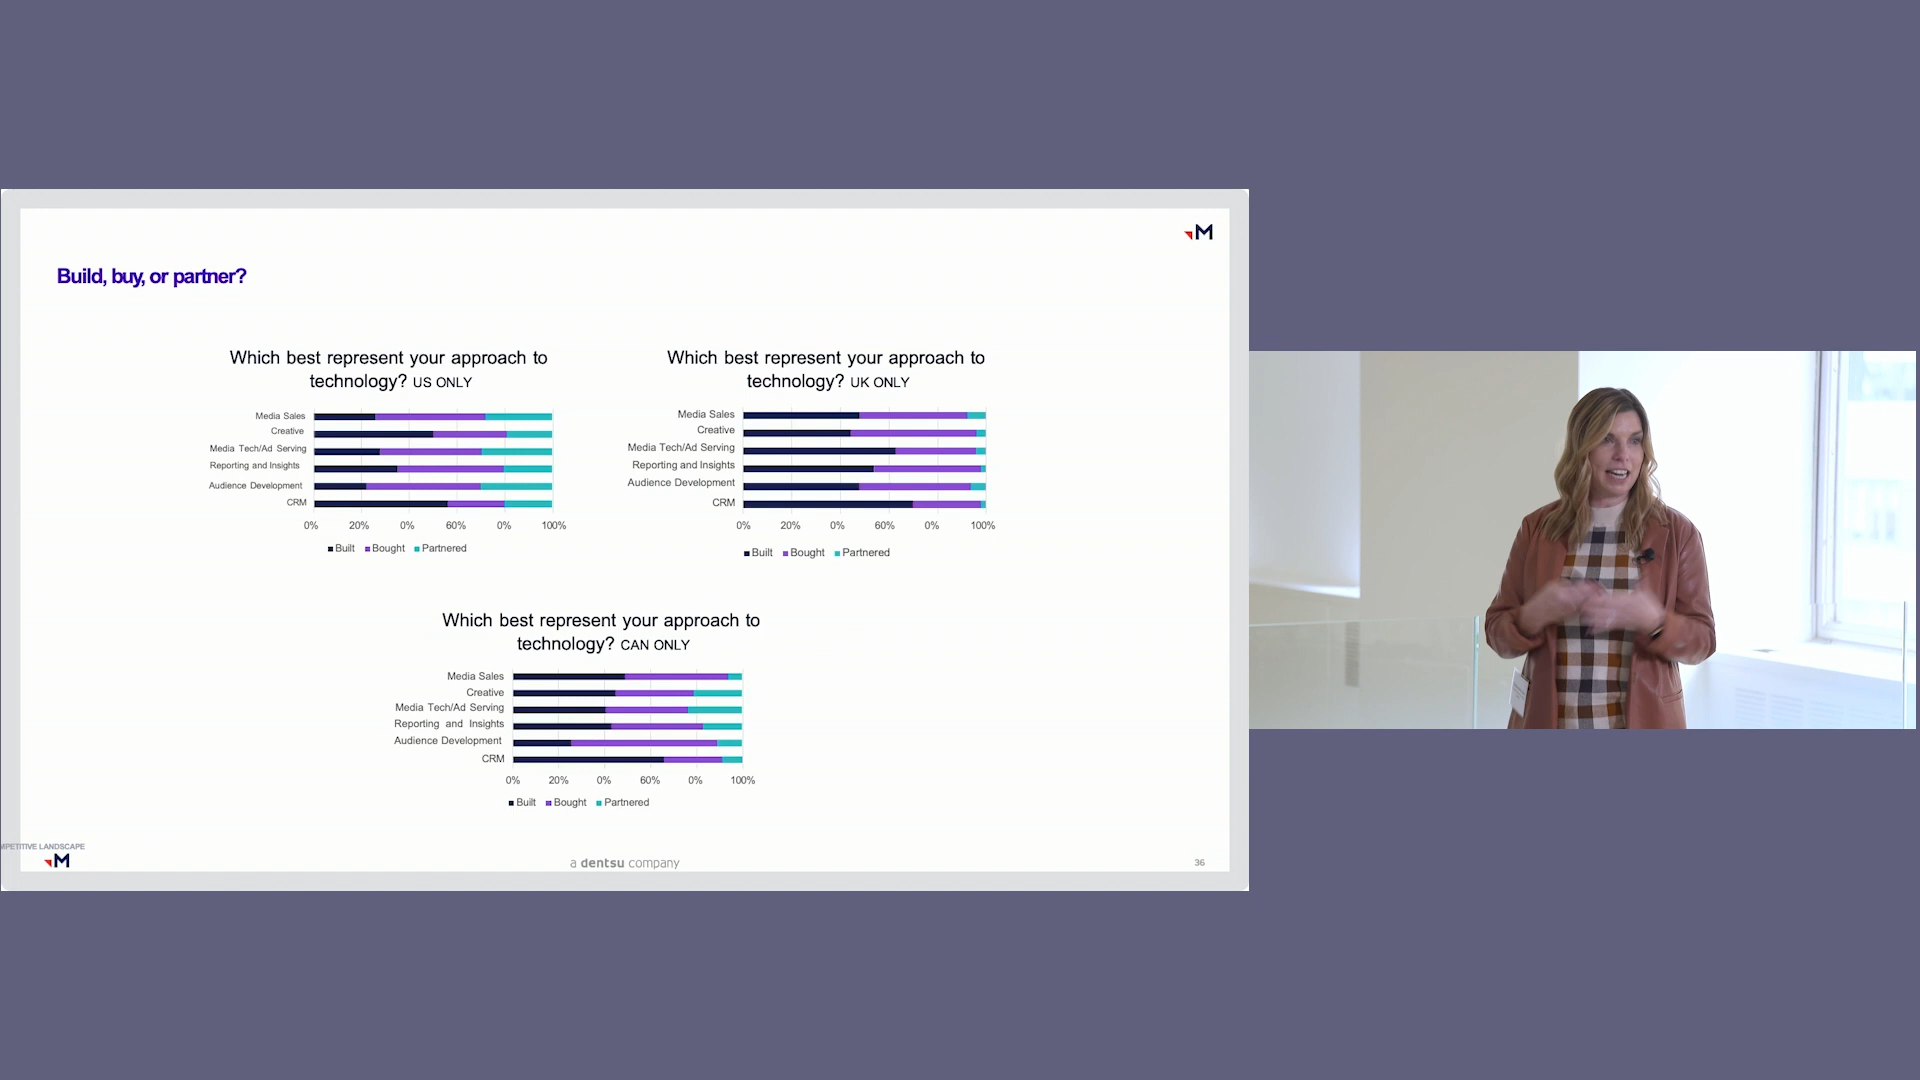 M
Build, buy, or partner?
Which best represent your approach to
technology? US ONLY
Media Sales
Creative
Media Tech/Ad Serving
Reporting and Insights
Audience Development
CRM
0% 20% 0% 60% 0% 100%
Built Bought Partnered
Which best represent your approach to
technology? UK ONLY
Media Sales
Creative
Media Tech/Ad Serving
Reporting and Insights
Audience Development
CRM
0% 20% 0% 60% 0% 100%
Built Bought Partnered
Which best represent your approach to
technology? CAN ONLY
Media Sales
Creative
Media Tech/Ad Serving
Reporting and Insights
Audience Development
CRM
0% 20% 0% 60% 0% 100%
Built Bought Partnered
MPETITIVE LANDSCAPE
M
a dentsu company
36